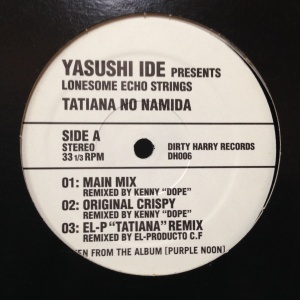 YASUSHI IDE PRESENTS
LONESOME ECHO STRINGS
TATIANA NO NAMIDA
SIDE A
STEREO
33 1/3 RPM
DIRTY HARRY RECORDS
DH006
01: MAIN MIX
REMIXED BY KENNY "DOPE"
02: ORIGINAL CRISPY
REMIXED BY KENNY "DOPE"
03: EL-P "TATIANA" REMIX
REMIXED BY EL-PRODUCTO C.F
FROM THE ALBUM [PURPLE NOON]